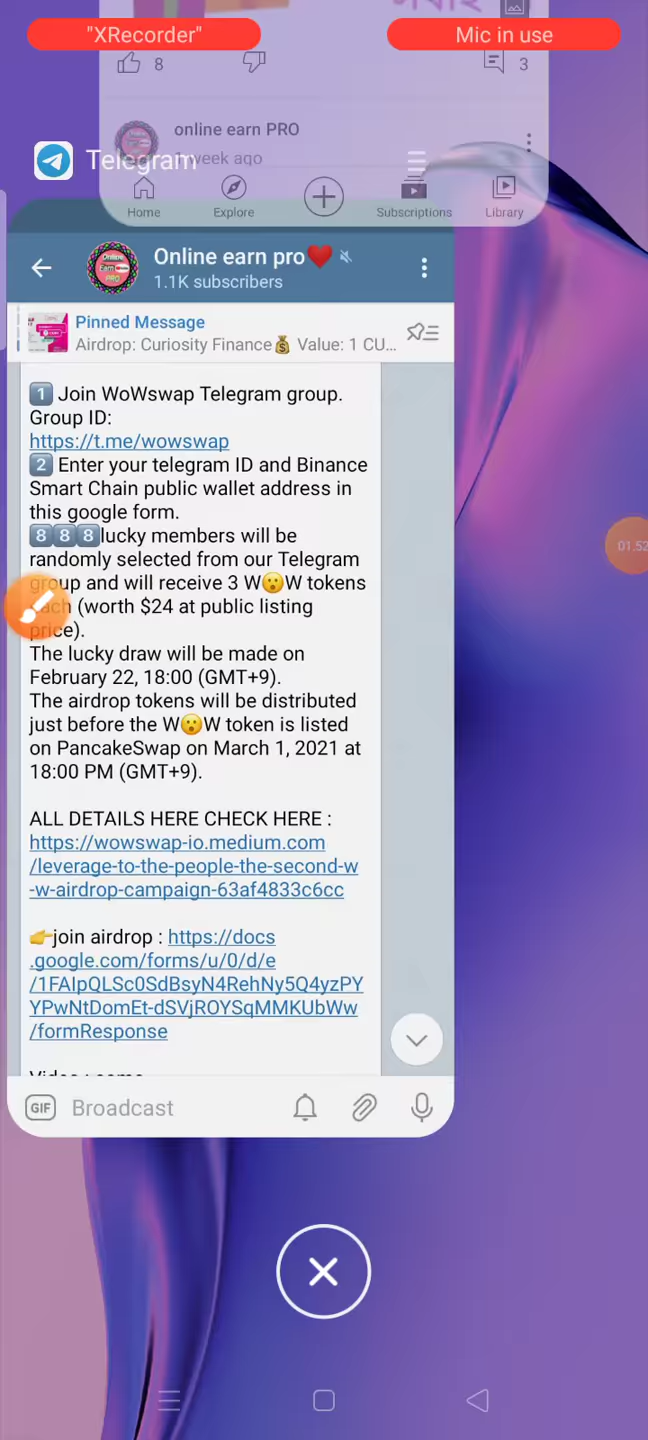 "XRecorder"
Mic in use
8
3
online earn PRO
1 week ago
Telegram
Home
Explore
Subscriptions
Library
Online earn pro❤️
1.1K subscribers
Pinned Message
Airdrop: Curiosity Finance💰 Value: 1 CU...
1️⃣ Join WoWswap Telegram group.
Group ID:
https://t.me/wowswap
2️⃣ Enter your telegram ID and Binance
Smart Chain public wallet address in
this google form.
8️⃣8️⃣8️⃣lucky members will be
randomly selected from our Telegram
group and will receive 3 W😮W tokens
each (worth $24 at public listing
price).
The lucky draw will be made on
February 22, 18:00 (GMT+9).
The airdrop tokens will be distributed
just before the W😮W token is listed
on PancakeSwap on March 1, 2021 at
18:00 PM (GMT+9).
ALL DETAILS HERE CHECK HERE :
https://wowswap-io.medium.com
/leverage-to-the-people-the-second-w
-w-airdrop-campaign-63af4833c6cc
👉join airdrop : https://docs
.google.com/forms/u/0/d/e
/1FAIpQLSc0SdBsyN4RehNy5Q4yzPY
YPwNtDomEt-dSVjROYSqMMKUbWw
/formResponse
GIF
Broadcast
01:52